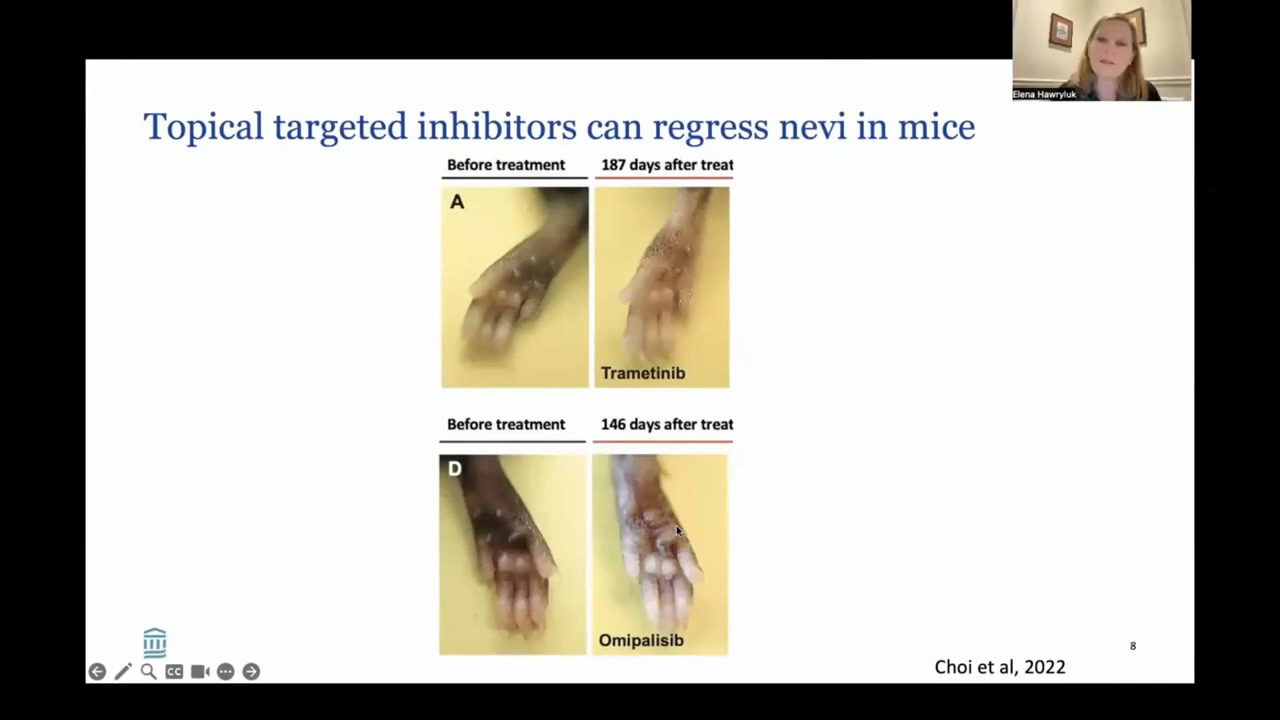 Elena Hawryluk
Topical targeted inhibitors can regress nevi in mice
Before treatment
187 days after treat
A
Trametinib
Before treatment
146 days after treat
D
Omipalisib
8
Choi et al, 2022
CC